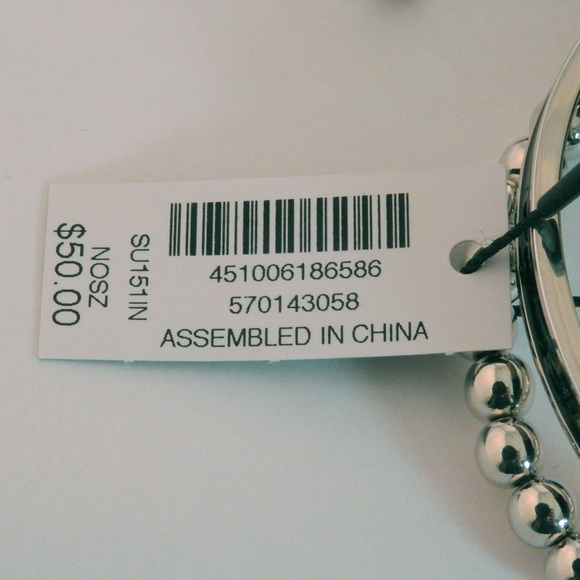 451006186586
570143058
ASSEMBLED IN CHINA
SU151IN
NOSZ
$50.00